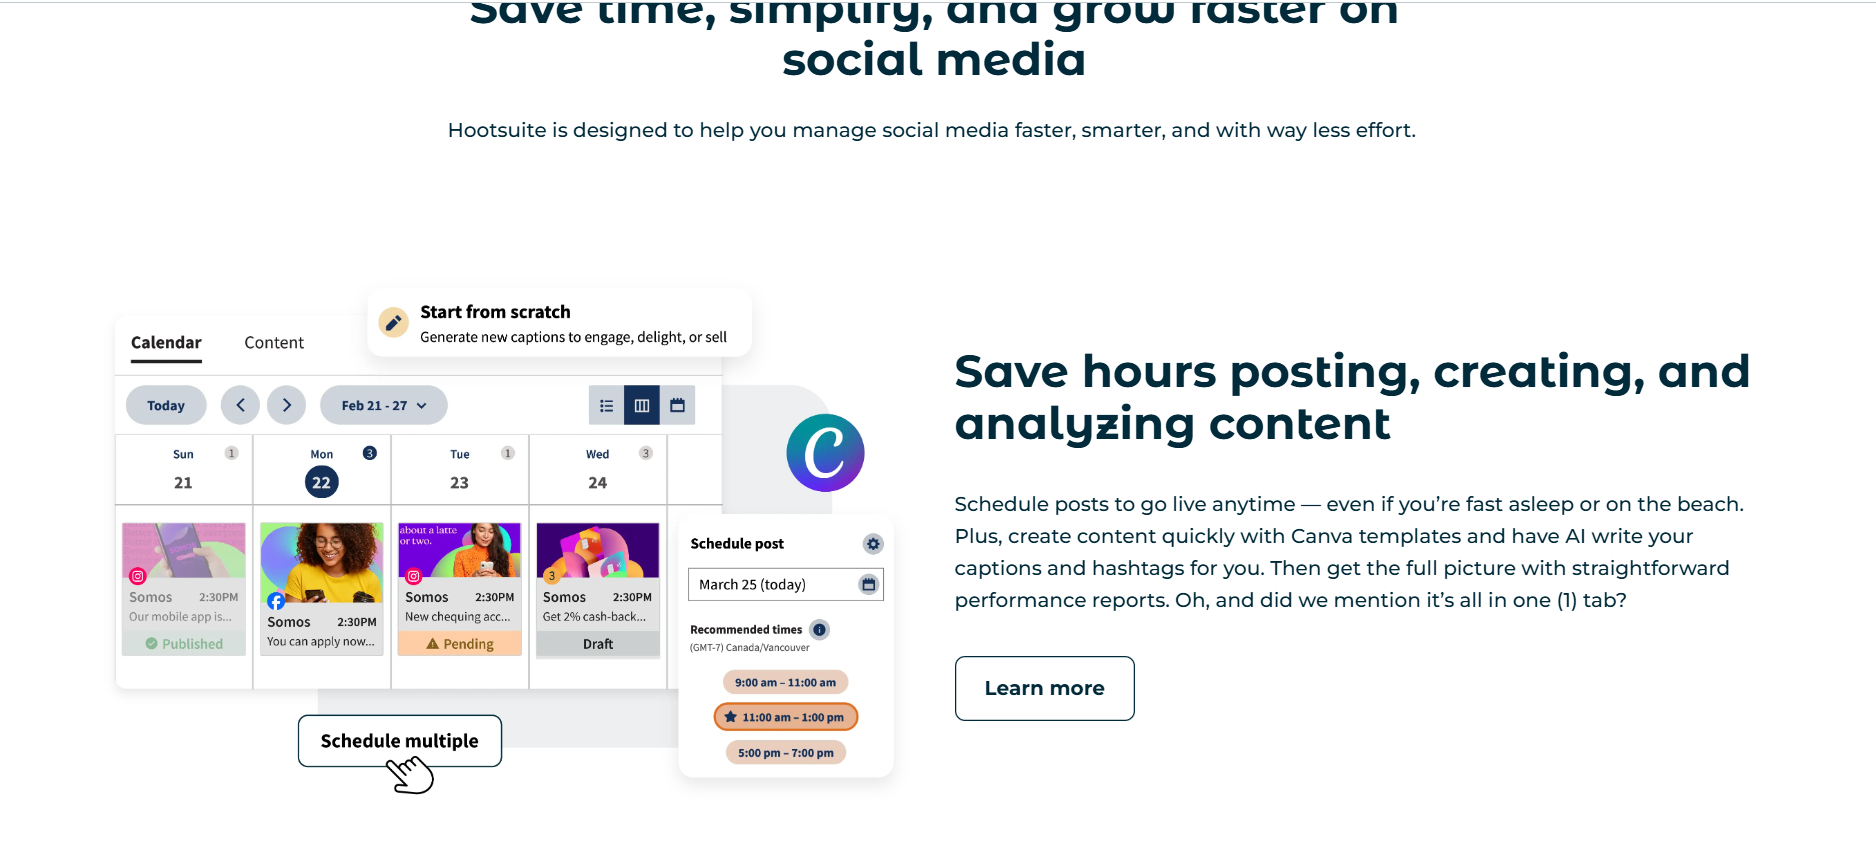 Save time, simplify, and grow faster on
social media
Hootsuite is designed to help you manage social media faster, smarter, and with way less effort.
Start from scratch
Generate new captions to engage, delight, or sell
Calendar
Content
Today
Feb 21 - 27
Sun
1
Mon
3
Tue
1
Wed
3
21
22
23
24
about a latte
or two.
3
Somos
2:30PM
Our mobile app is...
Published
Somos
2:30PM
You can apply now...
Somos
2:30PM
New chequing acc...
Pending
Somos
2:30PM
Get 2% cash-back...
Draft
Schedule multiple
C
Schedule post
March 25 (today)
Recommended times
(GMT-7) Canada/Vancouver
9:00 am – 11:00 am
11:00 am – 1:00 pm
5:00 pm – 7:00 pm
Save hours posting, creating, and
analyzing content
Schedule posts to go live anytime — even if you’re fast asleep or on the beach.
Plus, create content quickly with Canva templates and have AI write your
captions and hashtags for you. Then get the full picture with straightforward
performance reports. Oh, and did we mention it’s all in one (1) tab?
Learn more